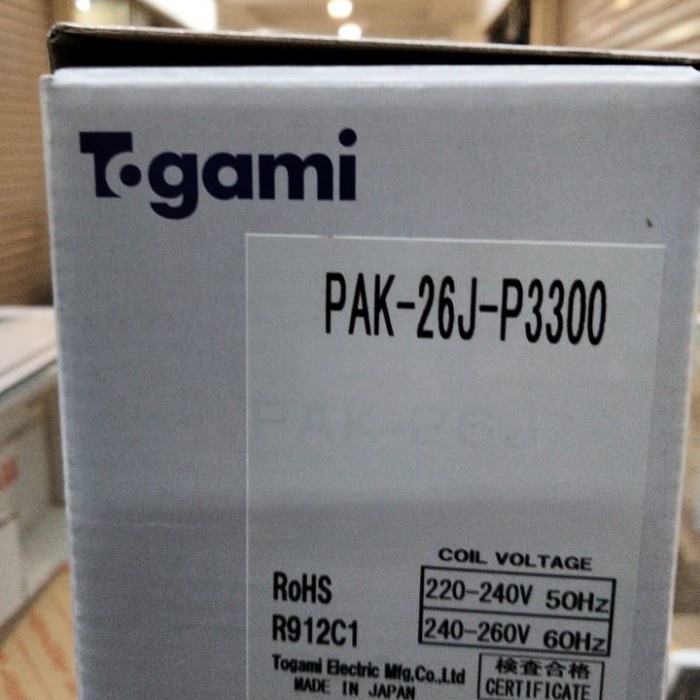 Togami
PAK-26J-P3300
PAK-26J
COIL VOLTAGE
RoHS
220-240V 50Hz
R912C1
240-260V 60Hz
Togami Electric Mfg.Co.,Ltd
検査合格
MADE IN JAPAN
CERTIFICATE